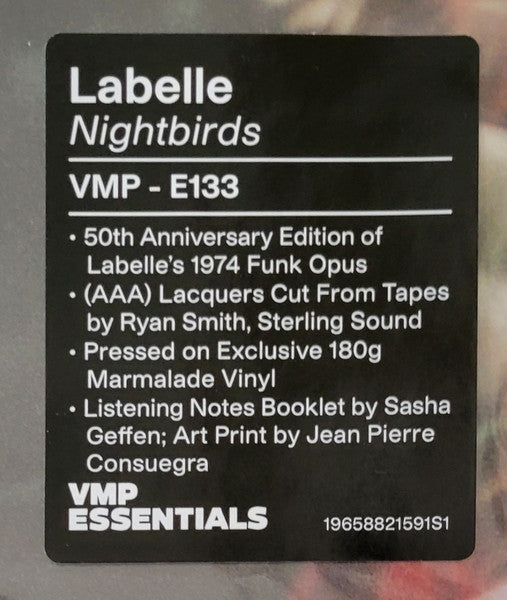 Labelle
Nightbirds
VMP - E133
• 50th Anniversary Edition of
Labelle's 1974 Funk Opus
• (AAA) Lacquers Cut From Tapes
by Ryan Smith, Sterling Sound
• Pressed on Exclusive 180g
Marmalade Vinyl
• Listening Notes Booklet by Sasha
Geffen; Art Print by Jean Pierre
Consuegra
VMP
ESSENTIALS
19658821591S1